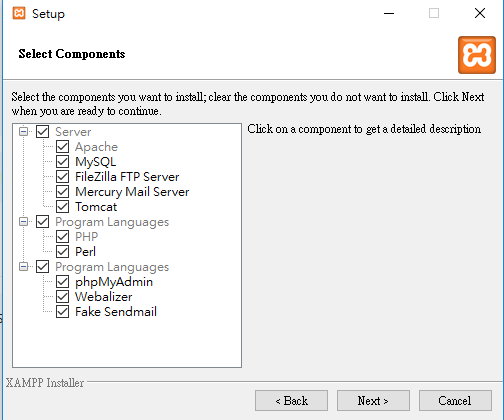 Setup
Select Components
Select the components you want to install; clear the components you do not want to install. Click Next
when you are ready to continue.
Server
Apache
MySQL
FileZilla FTP Server
Mercury Mail Server
Tomcat
Program Languages
PHP
Perl
Program Languages
phpMyAdmin
Webalizer
Fake Sendmail
Click on a component to get a detailed description
XAMPP Installer
< Back
Next >
Cancel